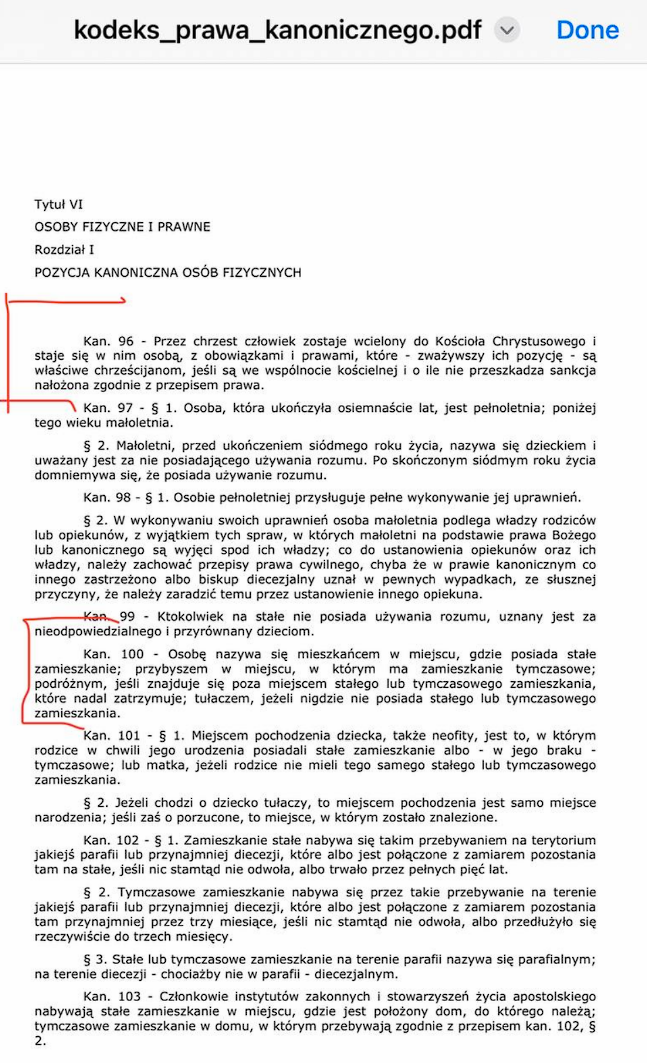 kodeks_prawa_kanonicznego.pdf
Done
Tytuł VI
OSOBY FIZYCZNE I PRAWNE
Rozdział I
POZYCJA KANONICZNA OSÓB FIZYCZNYCH
Kan. 96 - Przez chrzest człowiek zostaje wcielony do Kościoła Chrystusowego i
staje się w nim osobą, z obowiązkami i prawami, które - zważywszy ich pozycję - są
właściwe chrześcijanom, jeśli są we wspólnocie kościelnej i o ile nie przeszkadza sankcja
nałożona zgodnie z przepisem prawa.
Kan. 97 - § 1. Osoba, która ukończyła osiemnaście lat, jest pełnoletnia; poniżej
tego wieku małoletnia.
§ 2. Małoletni, przed ukończeniem siódmego roku życia, nazywa się dzieckiem i
uważany jest za nie posiadającego używania rozumu. Po skończonym siódmym roku życia
domniemywa się, że posiada używanie rozumu.
Kan. 98 - § 1. Osobie pełnoletniej przysługuje pełne wykonywanie jej uprawnień.
§ 2. W wykonywaniu swoich uprawnień osoba małoletnia podlega władzy rodziców
lub opiekunów, z wyjątkiem tych spraw, w których małoletni na podstawie prawa Bożego
lub kanonicznego są wyjęci spod ich władzy; co do ustanowienia opiekunów oraz ich
władzy, należy zachować przepisy prawa cywilnego, chyba że w prawie kanonicznym co
innego zastrzeżono albo biskup diecezjalny uznał w pewnych wypadkach, ze słusznej
przyczyny, że należy zaradzić temu przez ustanowienie innego opiekuna.
Kan. 99 - Ktokolwiek na stałe nie posiada używania rozumu, uznany jest za
nieodpowiedzialnego i przyrównany dzieciom.
Kan. 100 - Osobę nazywa się mieszkańcem w miejscu, gdzie posiada stałe
zamieszkanie; przybyszem w miejscu, w którym ma zamieszkanie tymczasowe;
podróżnym, jeśli znajduje się poza miejscem stałego lub tymczasowego zamieszkania,
które nadal zatrzymuje; tułaczem, jeżeli nigdzie nie posiada stałego lub tymczasowego
zamieszkania.
Kan. 101 - § 1. Miejscem pochodzenia dziecka, także neofity, jest to, w którym
rodzice w chwili jego urodzenia posiadali stałe zamieszkanie albo - w jego braku -
tymczasowe; lub matka, jeżeli rodzice nie mieli tego samego stałego lub tymczasowego
zamieszkania.
§ 2. Jeżeli chodzi o dziecko tułaczy, to miejscem pochodzenia jest samo miejsce
narodzenia; jeśli zaś o porzucone, to miejsce, w którym zostało znalezione.
Kan. 102 - § 1. Zamieszkanie stałe nabywa się takim przebywaniem na terytorium
jakiejś parafii lub przynajmniej diecezji, które albo jest połączone z zamiarem pozostania
tam na stałe, jeśli nic stamtąd nie odwoła, albo trwało przez pełnych pięć lat.
§ 2. Tymczasowe zamieszkanie nabywa się przez takie przebywanie na terenie
jakiejś parafii lub przynajmniej diecezji, które albo jest połączone z zamiarem pozostania
tam przynajmniej przez trzy miesiące, jeśli nic stamtąd nie odwoła, albo przedłużyło się
rzeczywiście do trzech miesięcy.
§ 3. Stałe lub tymczasowe zamieszkanie na terenie parafii nazywa się parafialnym;
na terenie diecezji - chociażby nie w parafii - diecezjalnym.
Kan. 103 - Członkowie instytutów zakonnych i stowarzyszeń życia apostolskiego
nabywają stałe zamieszkanie w miejscu, gdzie jest położony dom, do którego należą;
tymczasowe zamieszkanie w domu, w którym przebywają zgodnie z przepisem kan. 102, §
2.